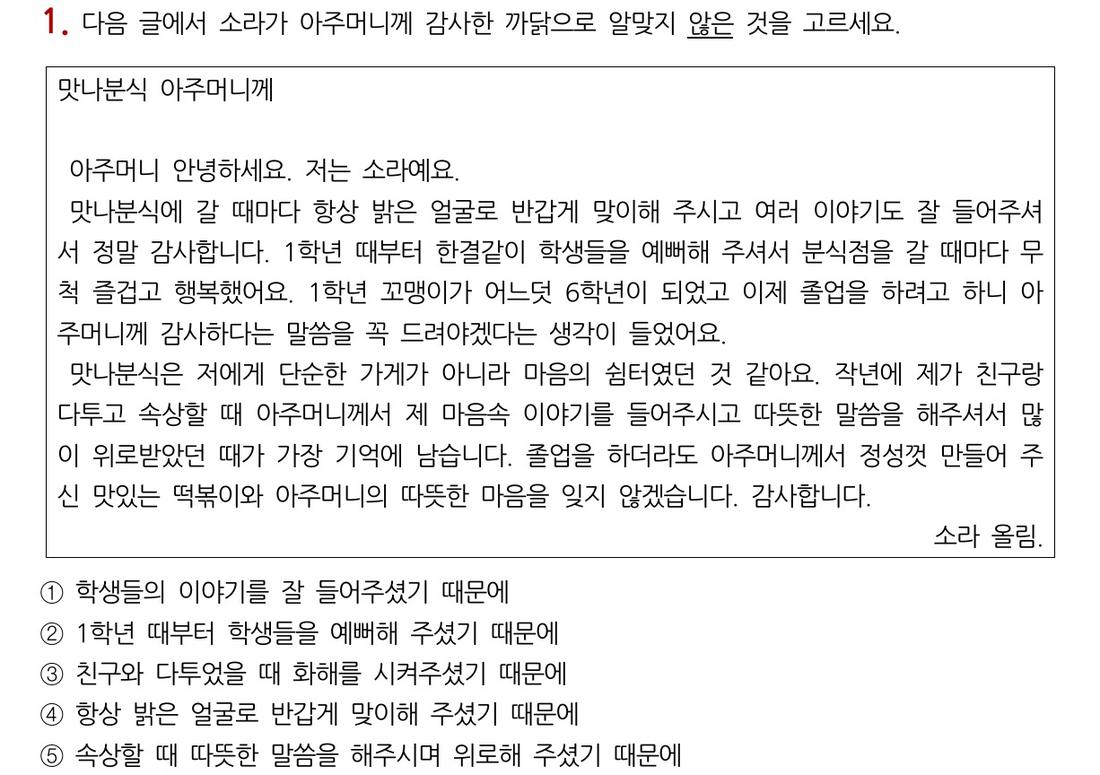 1. 다음 글에서 소라가 아주머니께 감사한 까닭으로 알맞지 않은 것을 고르세요.
맛나분식 아주머니께
아주머니 안녕하세요. 저는 소라예요.
맛나분식에 갈 때마다 항상 밝은 얼굴로 반갑게 맞이해 주시고 여러 이야기도 잘 들어주셔
서 정말 감사합니다. 1학년 때부터 한결같이 학생들을 예뻐해 주셔서 분식점을 갈 때마다 무
척 즐겁고 행복했어요. 1학년 꼬맹이가 어느덧 6학년이 되었고 이제 졸업을 하려고 하니 아
주머니께 감사하다는 말씀을 꼭 드려야겠다는 생각이 들었어요.
맛나분식은 저에게 단순한 가게가 아니라 마음의 쉼터였던 것 같아요. 작년에 제가 친구랑
다투고 속상할 때 아주머니께서 제 마음속 이야기를 들어주시고 따뜻한 말씀을 해주셔서 많
이 위로받았던 때가 가장 기억에 남습니다. 졸업을 하더라도 아주머니께서 정성껏 만들어 주
신 맛있는 떡볶이와 아주머니의 따뜻한 마음을 잊지 않겠습니다. 감사합니다.
소라 올림.
① 학생들의 이야기를 잘 들어주셨기 때문에
② 1학년 때부터 학생들을 예뻐해 주셨기 때문에
③ 친구와 다투었을 때 화해를 시켜주셨기 때문에
④ 항상 밝은 얼굴로 반갑게 맞이해 주셨기 때문에
⑤ 속상할 때 따뜻한 말씀을 해주시며 위로해 주셨기 때문에